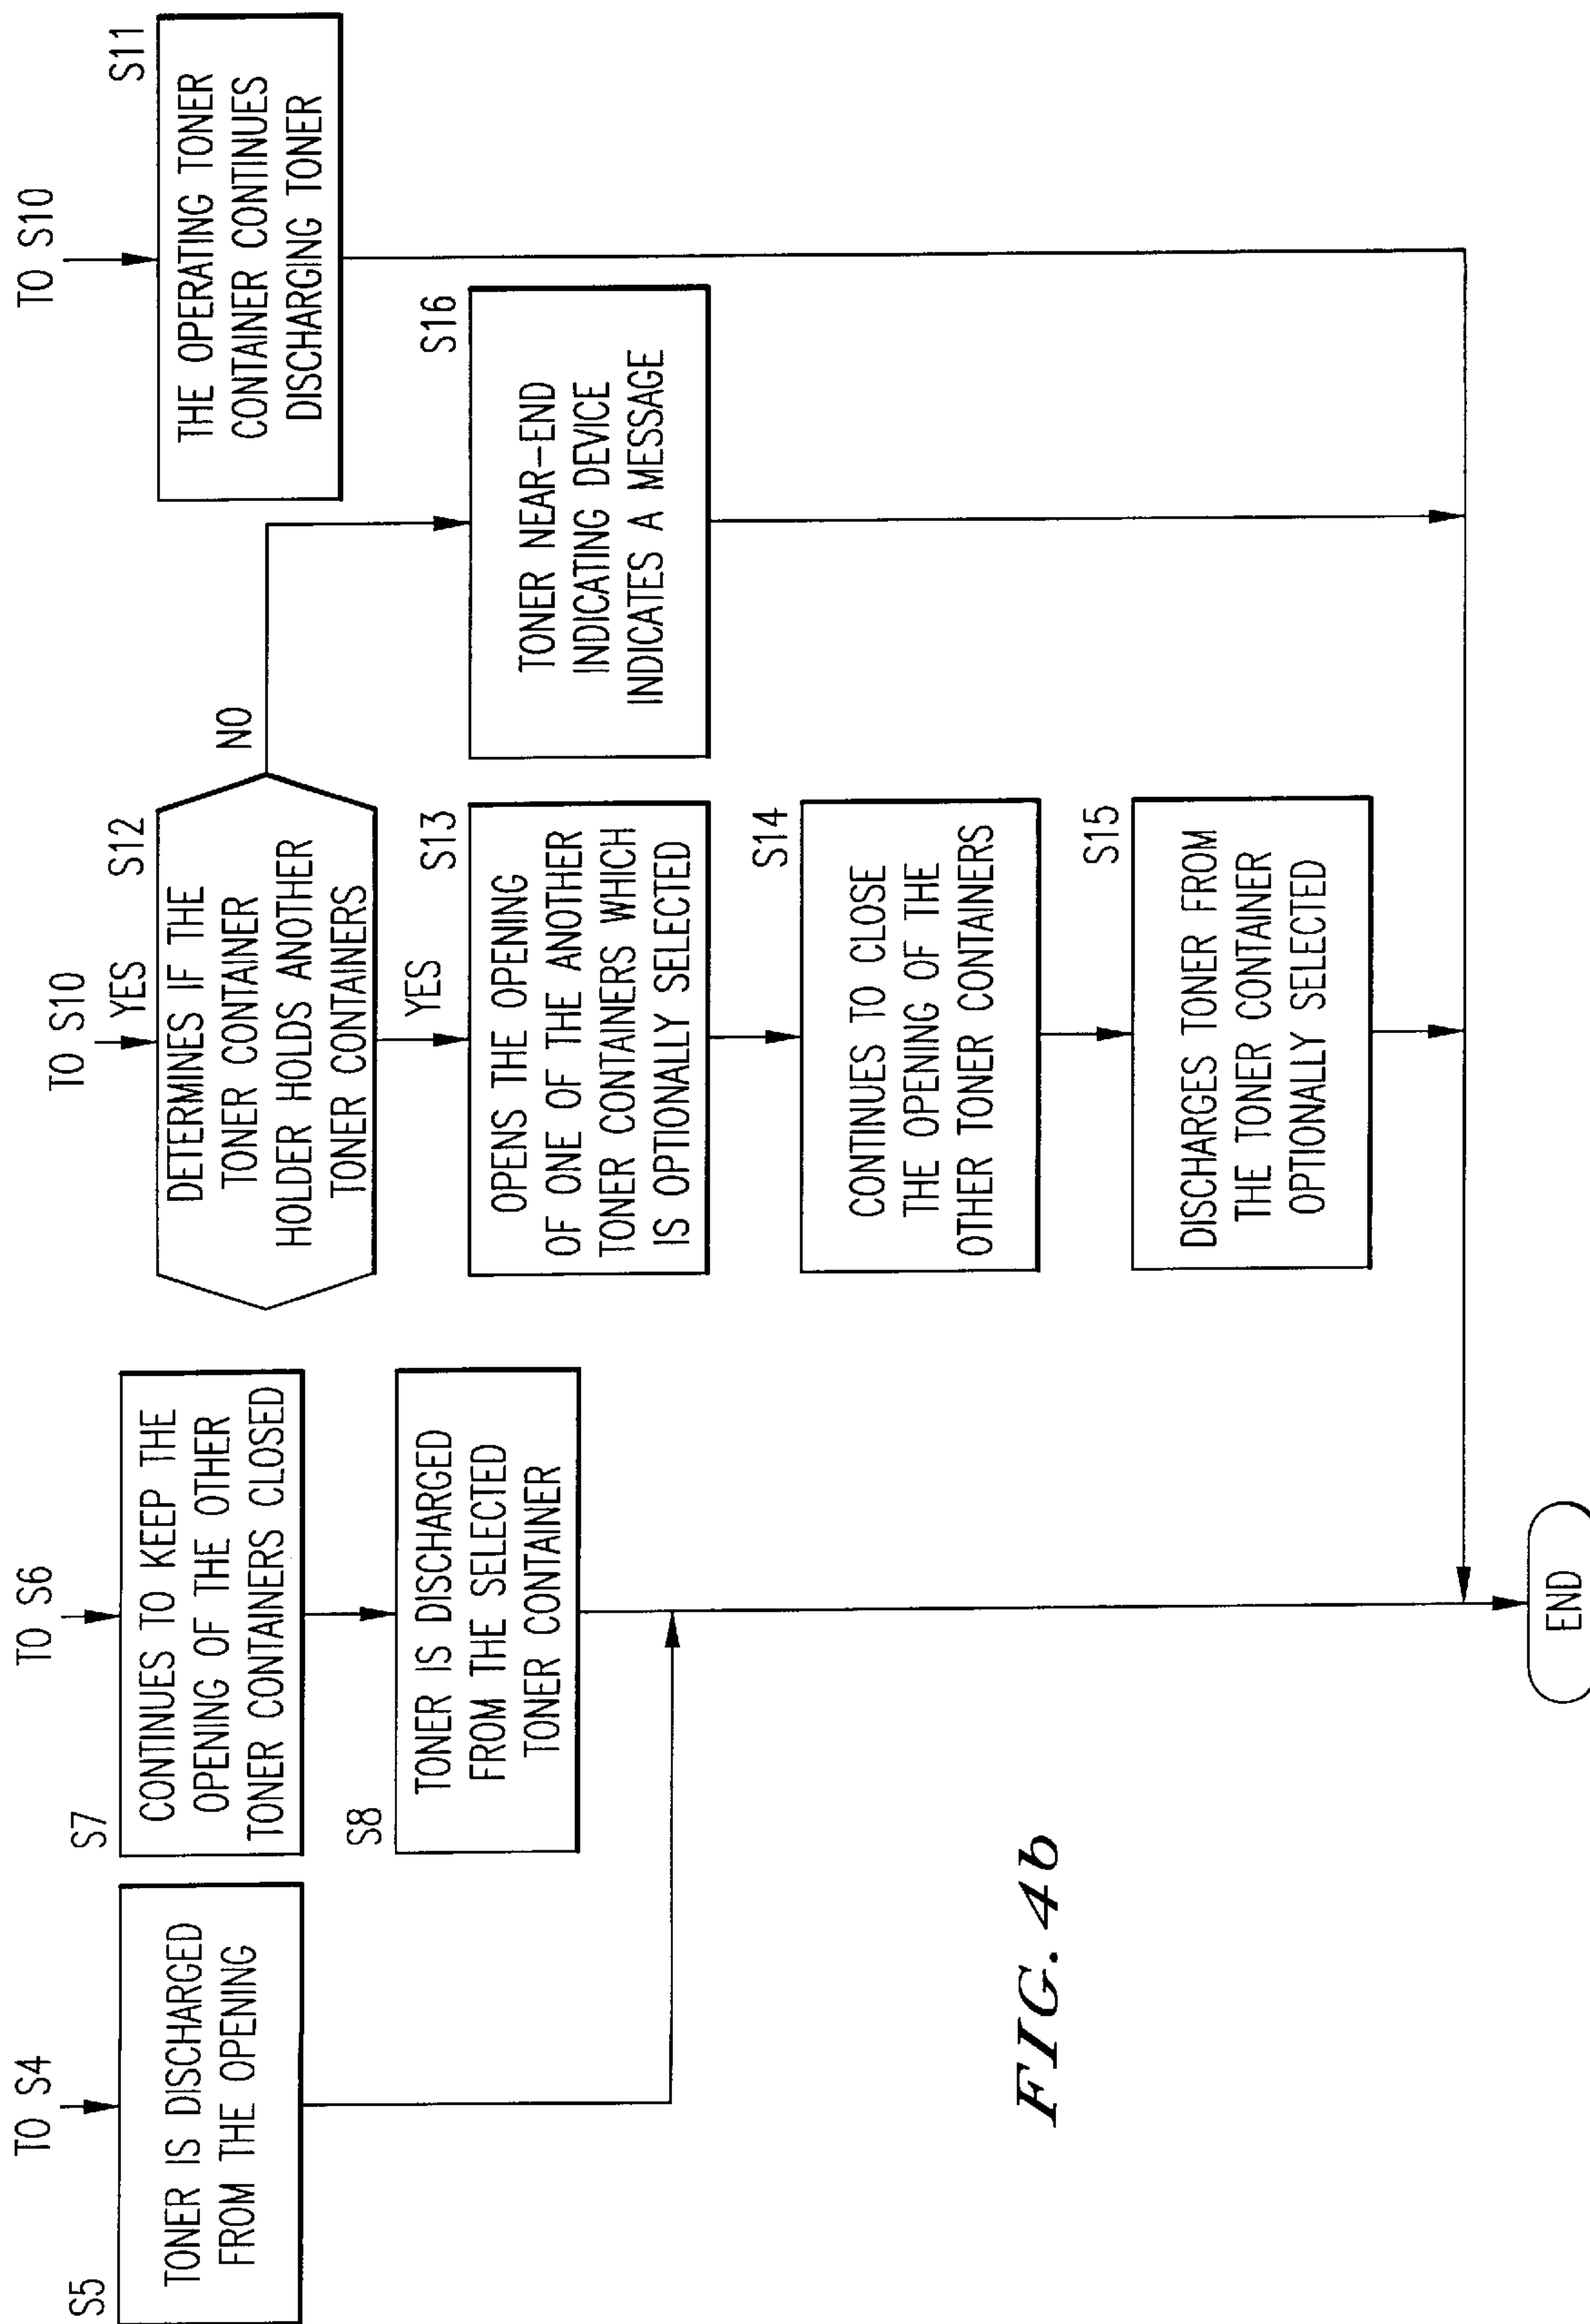 TO S4
S5
TONER IS DISCHARGED
FROM THE OPENING
TO S6
S7
CONTINUES TO KEEP THE
OPENING OF THE OTHER
TONER CONTAINERS CLOSED
S8
TONER IS DISCHARGED
FROM THE SELECTED
TONER CONTAINER
TO S10
YES
S12
DETERMINES IF THE
TONER CONTAINER
HOLDER HOLDS ANOTHER
TONER CONTAINERS
NO
YES
S13
OPENS THE OPENING
OF ONE OF THE ANOTHER
TONER CONTAINERS WHICH
IS OPTIONALLY SELECTED
S14
CONTINUES TO CLOSE
THE OPENING OF THE
OTHER TONER CONTAINERS
S15
DISCHARGES TONER FROM
THE TONER CONTAINER
OPTIONALLY SELECTED
S16
TONER NEAR-END
INDICATING DEVICE
INDICATES A MESSAGE
TO S10
S11
THE OPERATING TONER
CONTAINER CONTINUES
DISCHARGING TONER
END
FIG. 4b